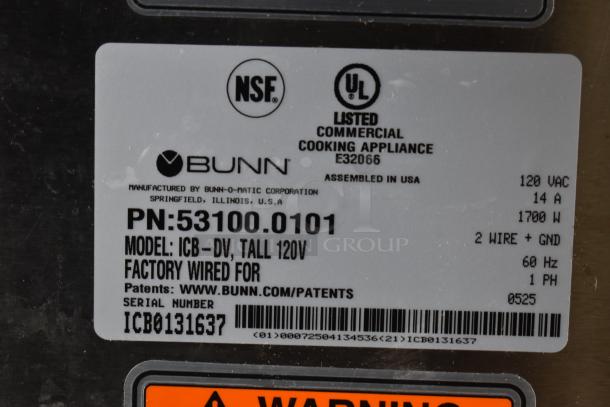 NSF.
UL
LISTED
COMMERCIAL
COOKING APPLIANCE
E32066
BUNN
ASSEMBLED IN USA
MANUFACTURED BY BUNN-O-MATIC CORPORATION
SPRINGFIELD, ILLINOIS, U.S.A
PN:53100.0101
MODEL: ICB-DV, TALL 120V
FACTORY WIRED FOR
Patents: WWW.BUNN.COM/PATENTS
SERIAL NUMBER
ICB0131637
120 VAC
14 A
1700 W
2 WIRE + GND
60 Hz
1 PH
0525
(01)00072504134536(21)ICB0131637
GROUP
WARNING